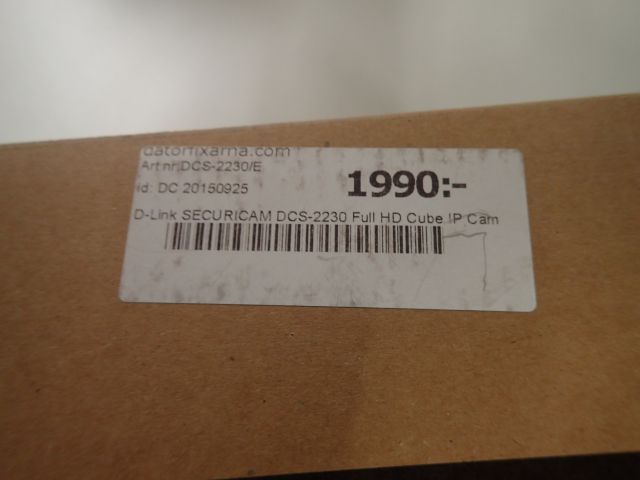 datorfixarna.com
Art nr:DCS-2230/E
Id: DC 20150925
1990:-
D-Link SECURICAM DCS-2230 Full HD Cube IP Cam